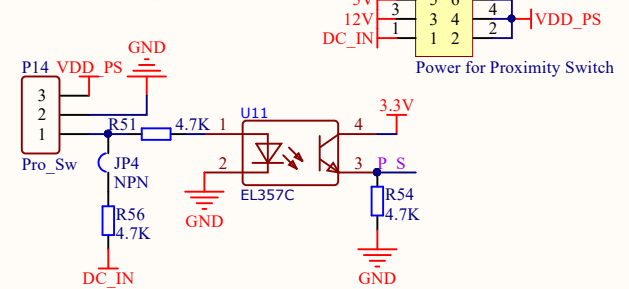 5V 5 6
12V 3 3 4 4 VDD_PS
DC_IN 1 1 2 2
Power for Proximity Switch
GND
P14 VDD_PS
3
2
1
Pro_Sw
R51 4.7K
JP4
NPN
R56
4.7K
DC_IN
U11
1 4
2 3
EL357C
GND
3.3V
P_S
R54
4.7K
GND